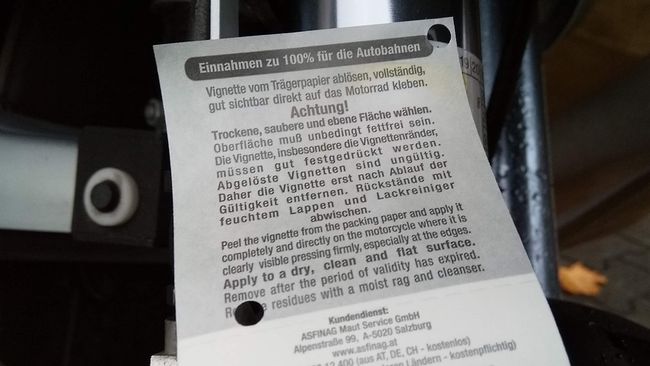 Einnahmen zu 100% für die Autobahnen
Vignette vom Trägerpapier ablösen, vollständig,
gut sichtbar direkt auf das Motorrad kleben.
Achtung!
Trockene, saubere und ebene Fläche wählen.
Oberfläche muß unbedingt fettfrei sein.
Die Vignette, insbesondere die Vignettenränder,
müssen gut festgedrückt werden.
Abgelöste Vignetten sind ungültig.
Daher die Vignette erst nach Ablauf der
Gültigkeit entfernen. Rückstände mit
feuchtem Lappen und Lackreiniger
abwischen.
Peel the vignette from the packing paper and apply it
completely and directly on the motorcycle where it is
clearly visible pressing firmly, especially at the edges.
Apply to a dry, clean and flat surface.
Remove after the period of validity has expired.
residues with a moist rag and cleanser.
Kundendienst:
ASFINAG Maut Service GmbH
Alpenstraße 99, A-5020 Salzburg
www.asfinag.at
12 400 (aus AT, DE, CH - kostenlos)
Ländern - kostenpflichtig)